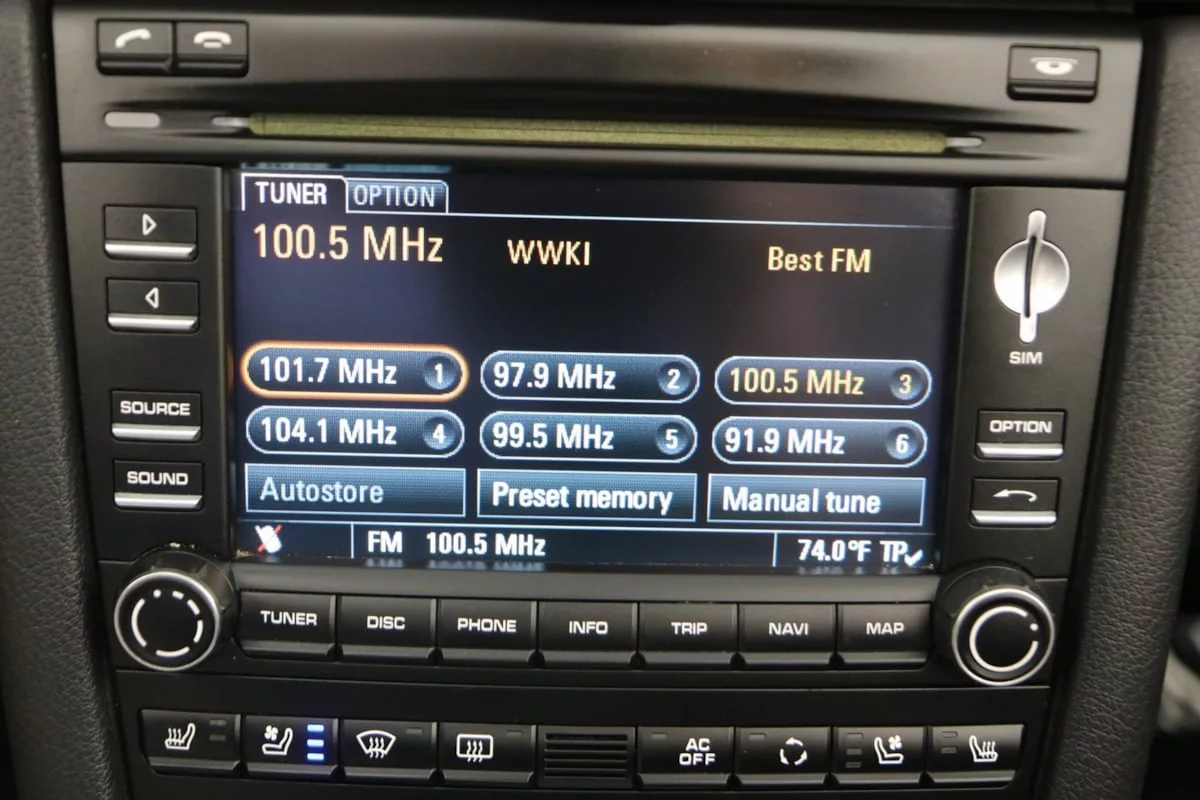 TUNER OPTION
100.5 MHz WWKI Best FM
101.7 MHz 1 97.9 MHz 2 100.5 MHz 3
104.1 MHz 4 99.5 MHz 5 91.9 MHz 6
Autostore Preset memory Manual tune
FM 100.5 MHz 74.0°F TP
SOURCE
SOUND
SIM
OPTION
TUNER DISC PHONE INFO TRIP NAVI MAP
AC
OFF